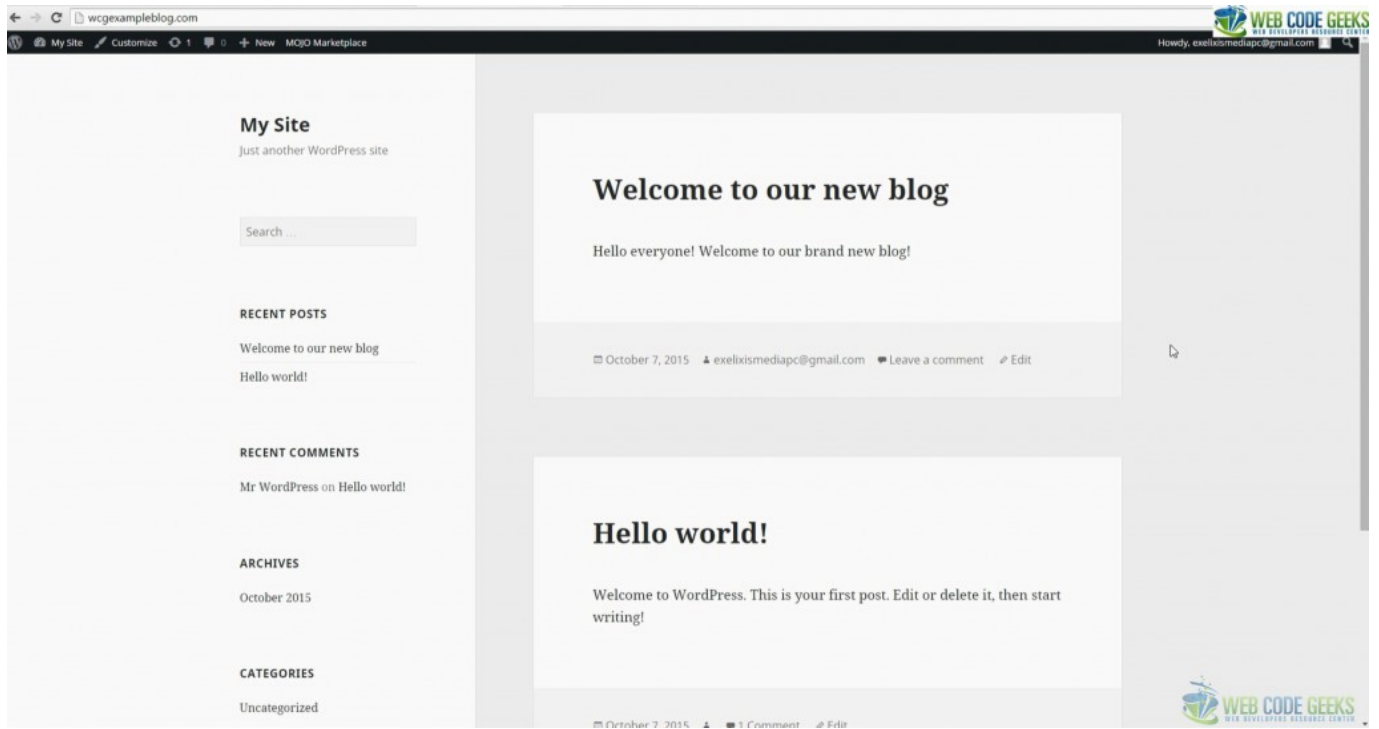 wcgexampleblog.com
WEB CODE GEEKS
WEB DEVELOPERS RESOURCE CENTER
My Site Customize 1 0 + New MOJO Marketplace
Howdy, exelixismediapc@gmail.com
My Site
Just another WordPress site
Search ...
RECENT POSTS
Welcome to our new blog
Hello world!
RECENT COMMENTS
Mr WordPress on Hello world!
ARCHIVES
October 2015
CATEGORIES
Uncategorized
Welcome to our new blog
Hello everyone! Welcome to our brand new blog!
October 7, 2015 exelixismediapc@gmail.com Leave a comment Edit
Hello world!
Welcome to WordPress. This is your first post. Edit or delete it, then start
writing!
October 7, 2015 1 Comment Edit
WEB CODE GEEKS
WEB DEVELOPERS RESOURCE CENTER